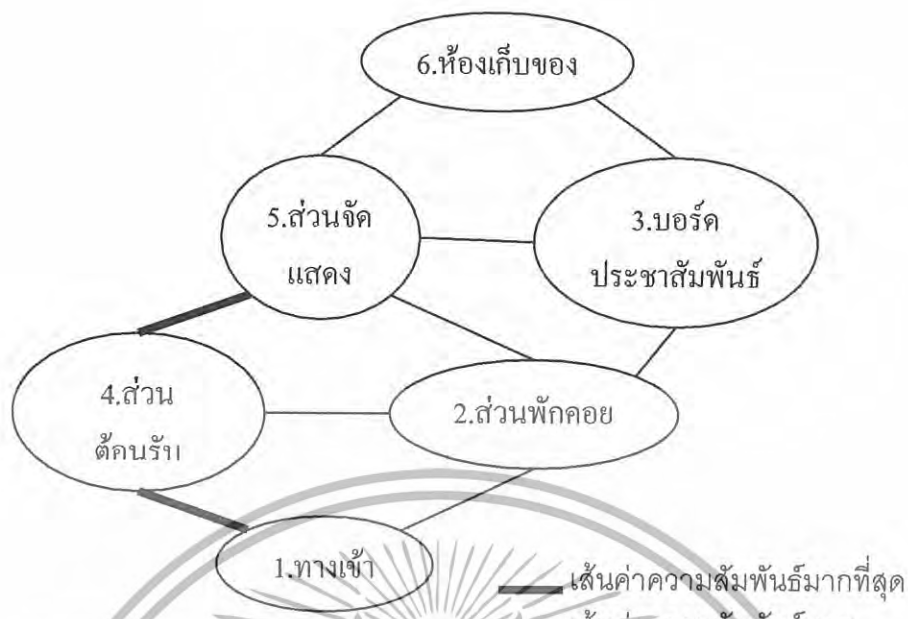 6.ห้องเก็บของ
5.ส่วนจัด
แสดง
3.บอร์ด
ประชาสัมพันธ์
4.ส่วน
ต้อนรับ
2.ส่วนพักคอย
1.ทางเข้า
เส้นค่าความสัมพันธ์มากที่สุด